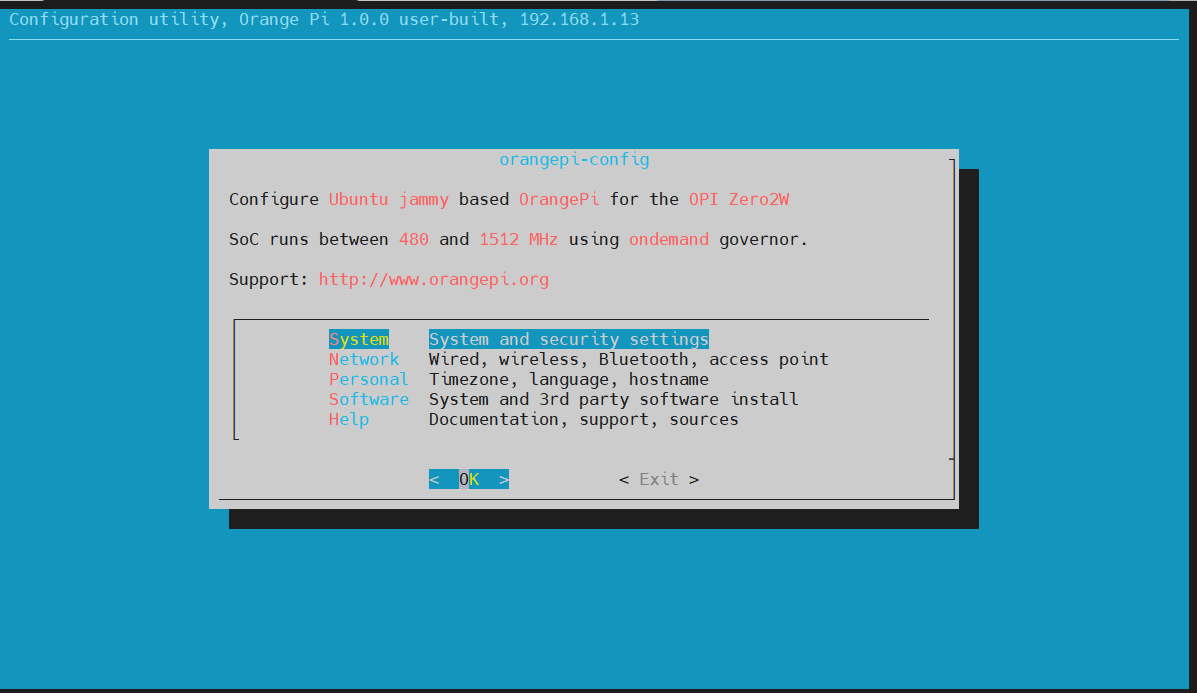 Configuration utility, Orange Pi 1.0.0 user-built, 192.168.1.13
orangepi-config
Configure Ubuntu jammy based OrangePi for the OPI Zero2W
SoC runs between 480 and 1512 MHz using ondemand governor.
Support: http://www.orangepi.org
System System and security settings
Network Wired, wireless, Bluetooth, access point
Personal Timezone, language, hostname
Software System and 3rd party software install
Help Documentation, support, sources
< OK > < Exit >